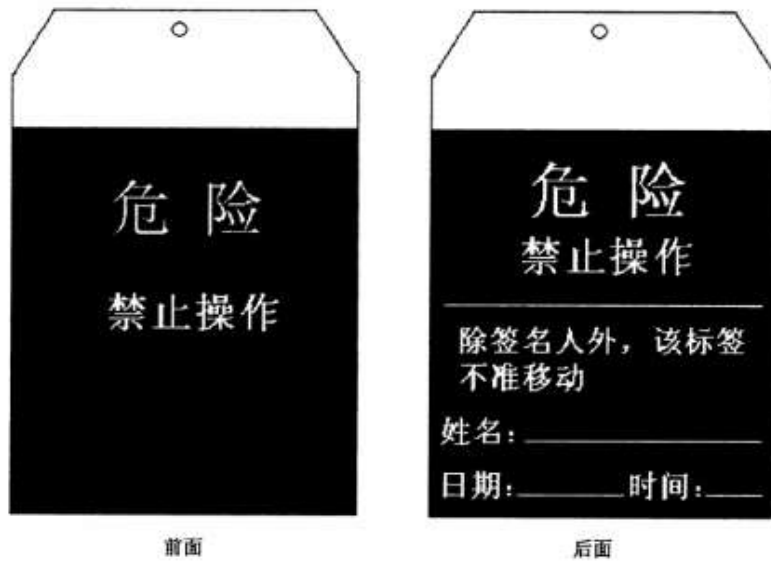 危 险
禁止操作
前面
危 险
禁止操作
除签名人外，该标签
不准移动
姓名：
日期： 时间：
后面